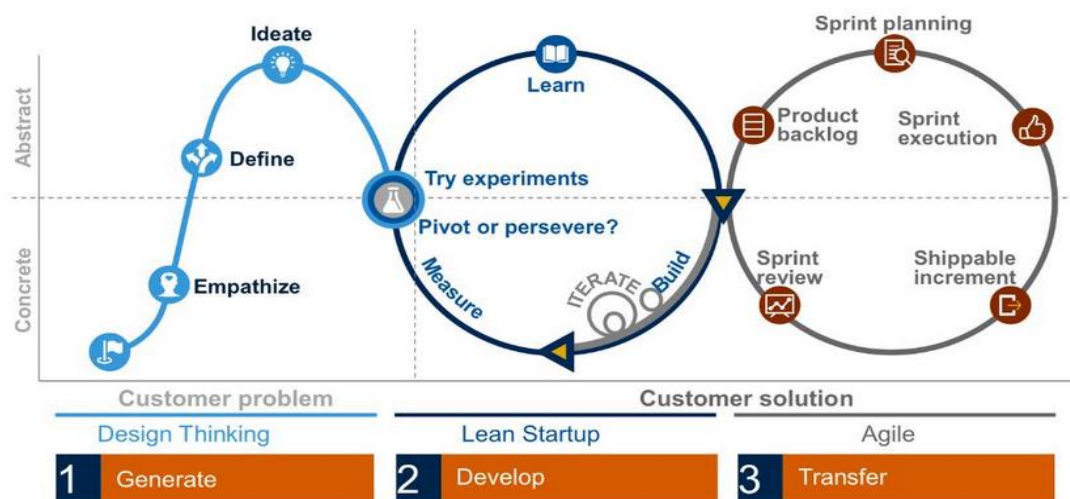 Abstract
Concrete
Ideate
Define
Empathize
Learn
Try experiments
Pivot or persevere?
Measure
ITERATE
Build
Sprint planning
Product
backlog
Sprint
execution
Sprint
review
Shippable
increment
Customer problem
Customer solution
Design Thinking
Lean Startup
Agile
1 Generate
2 Develop
3 Transfer